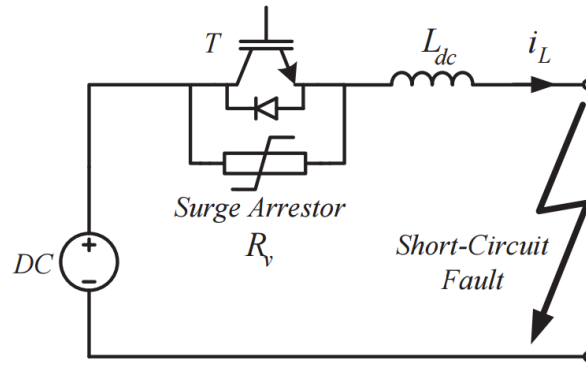 T
L_dc
i_L
Surge Arrestor
R_v
DC
+
−
Short-Circuit
Fault